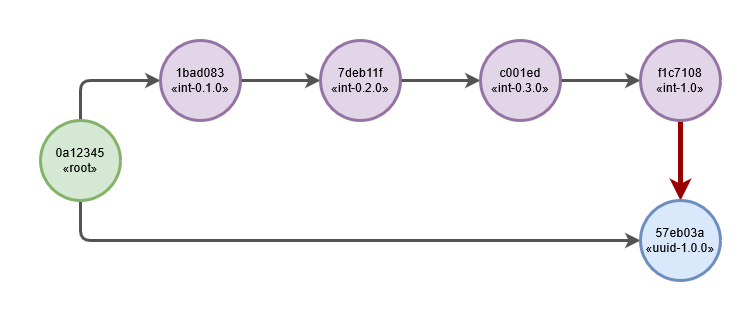 1bad083
«int-0.1.0»
7deb11f
«int-0.2.0»
c001ed
«int-0.3.0»
f1c7108
«int-1.0»
0a12345
«root»
57eb03a
«uuid-1.0.0»